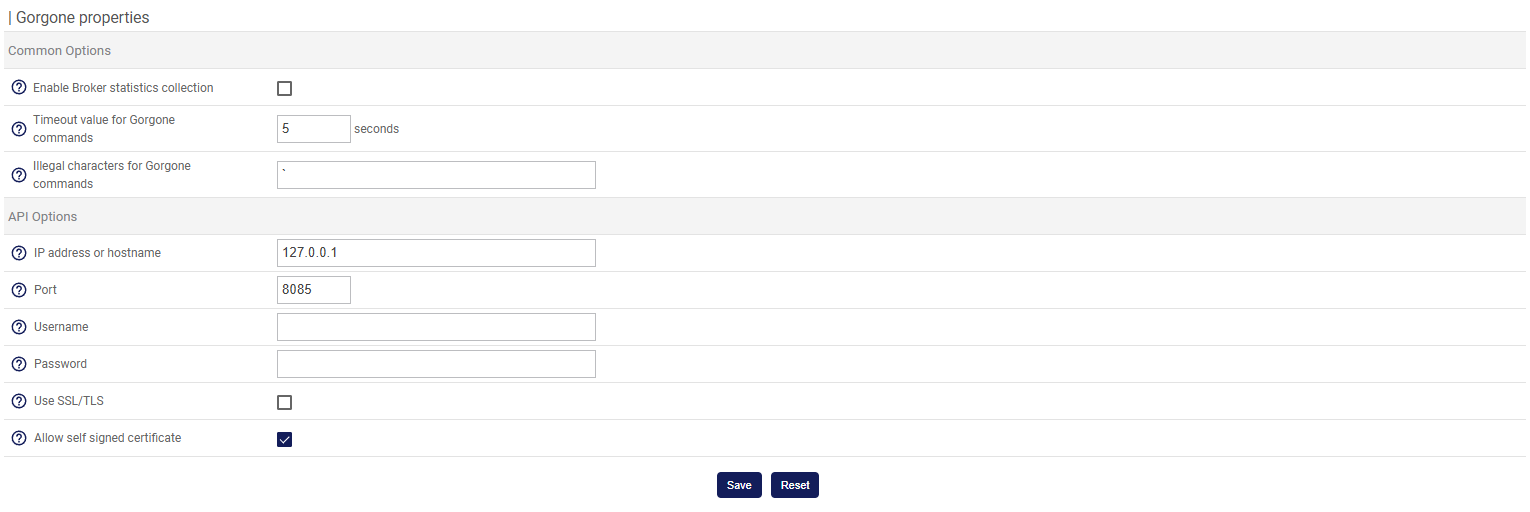 Gorgone properties
Common Options
Enable Broker statistics collection
Timeout value for Gorgone
commands
5 seconds
Illegal characters for Gorgone
commands
`
API Options
IP address or hostname 127.0.0.1
Port 8085
Username
Password
Use SSL/TLS
Allow self signed certificate
Save Reset